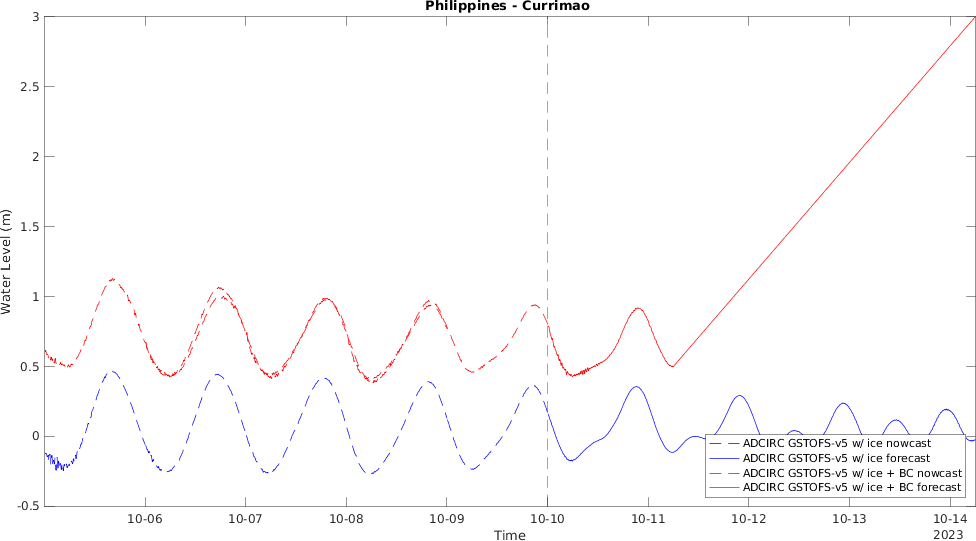 Philippines - Currimao
3
2.5
2
1.5
1
0.5
0
-0.5
Water Level (m)
10-06
10-07
10-08
10-09
10-10
10-11
10-12
10-13
10-14
Time
2023
ADCIRC GSTOFS-v5 w/ ice nowcast
ADCIRC GSTOFS-v5 w/ ice forecast
ADCIRC GSTOFS-v5 w/ ice + BC nowcast
ADCIRC GSTOFS-v5 w/ ice + BC forecast